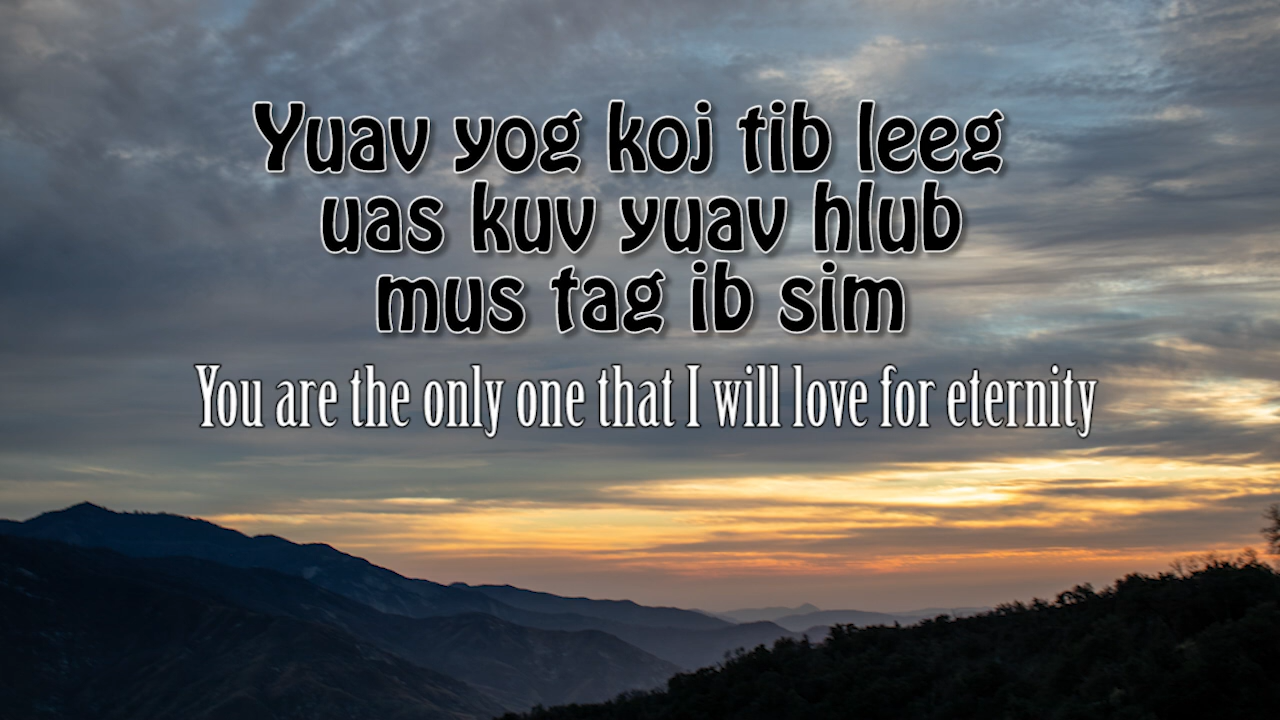 Yuav yog koj tib leeg
uas kuv yuav hlub
mus tag ib sim
You are the only one that I will love for eternity